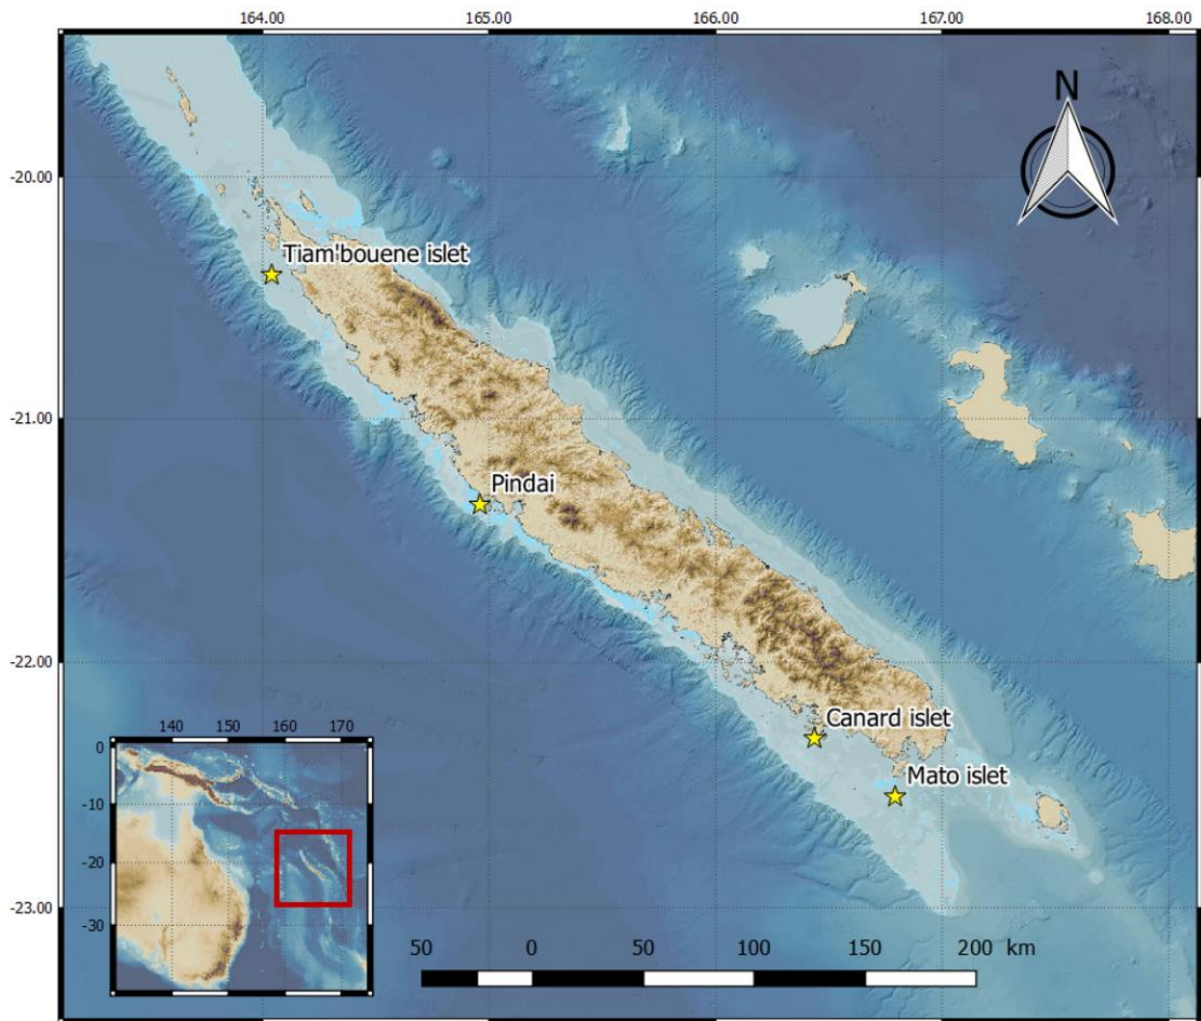 164.00 165.00 166.00 167.00 168.00
N
-20.00
Tiam'bouene islet
-21.00
Pindai
-22.00
Canard islet
Mato islet
140 150 160 170
0
-10
-20
-30
-23.00
50 0 50 100 150 200 km